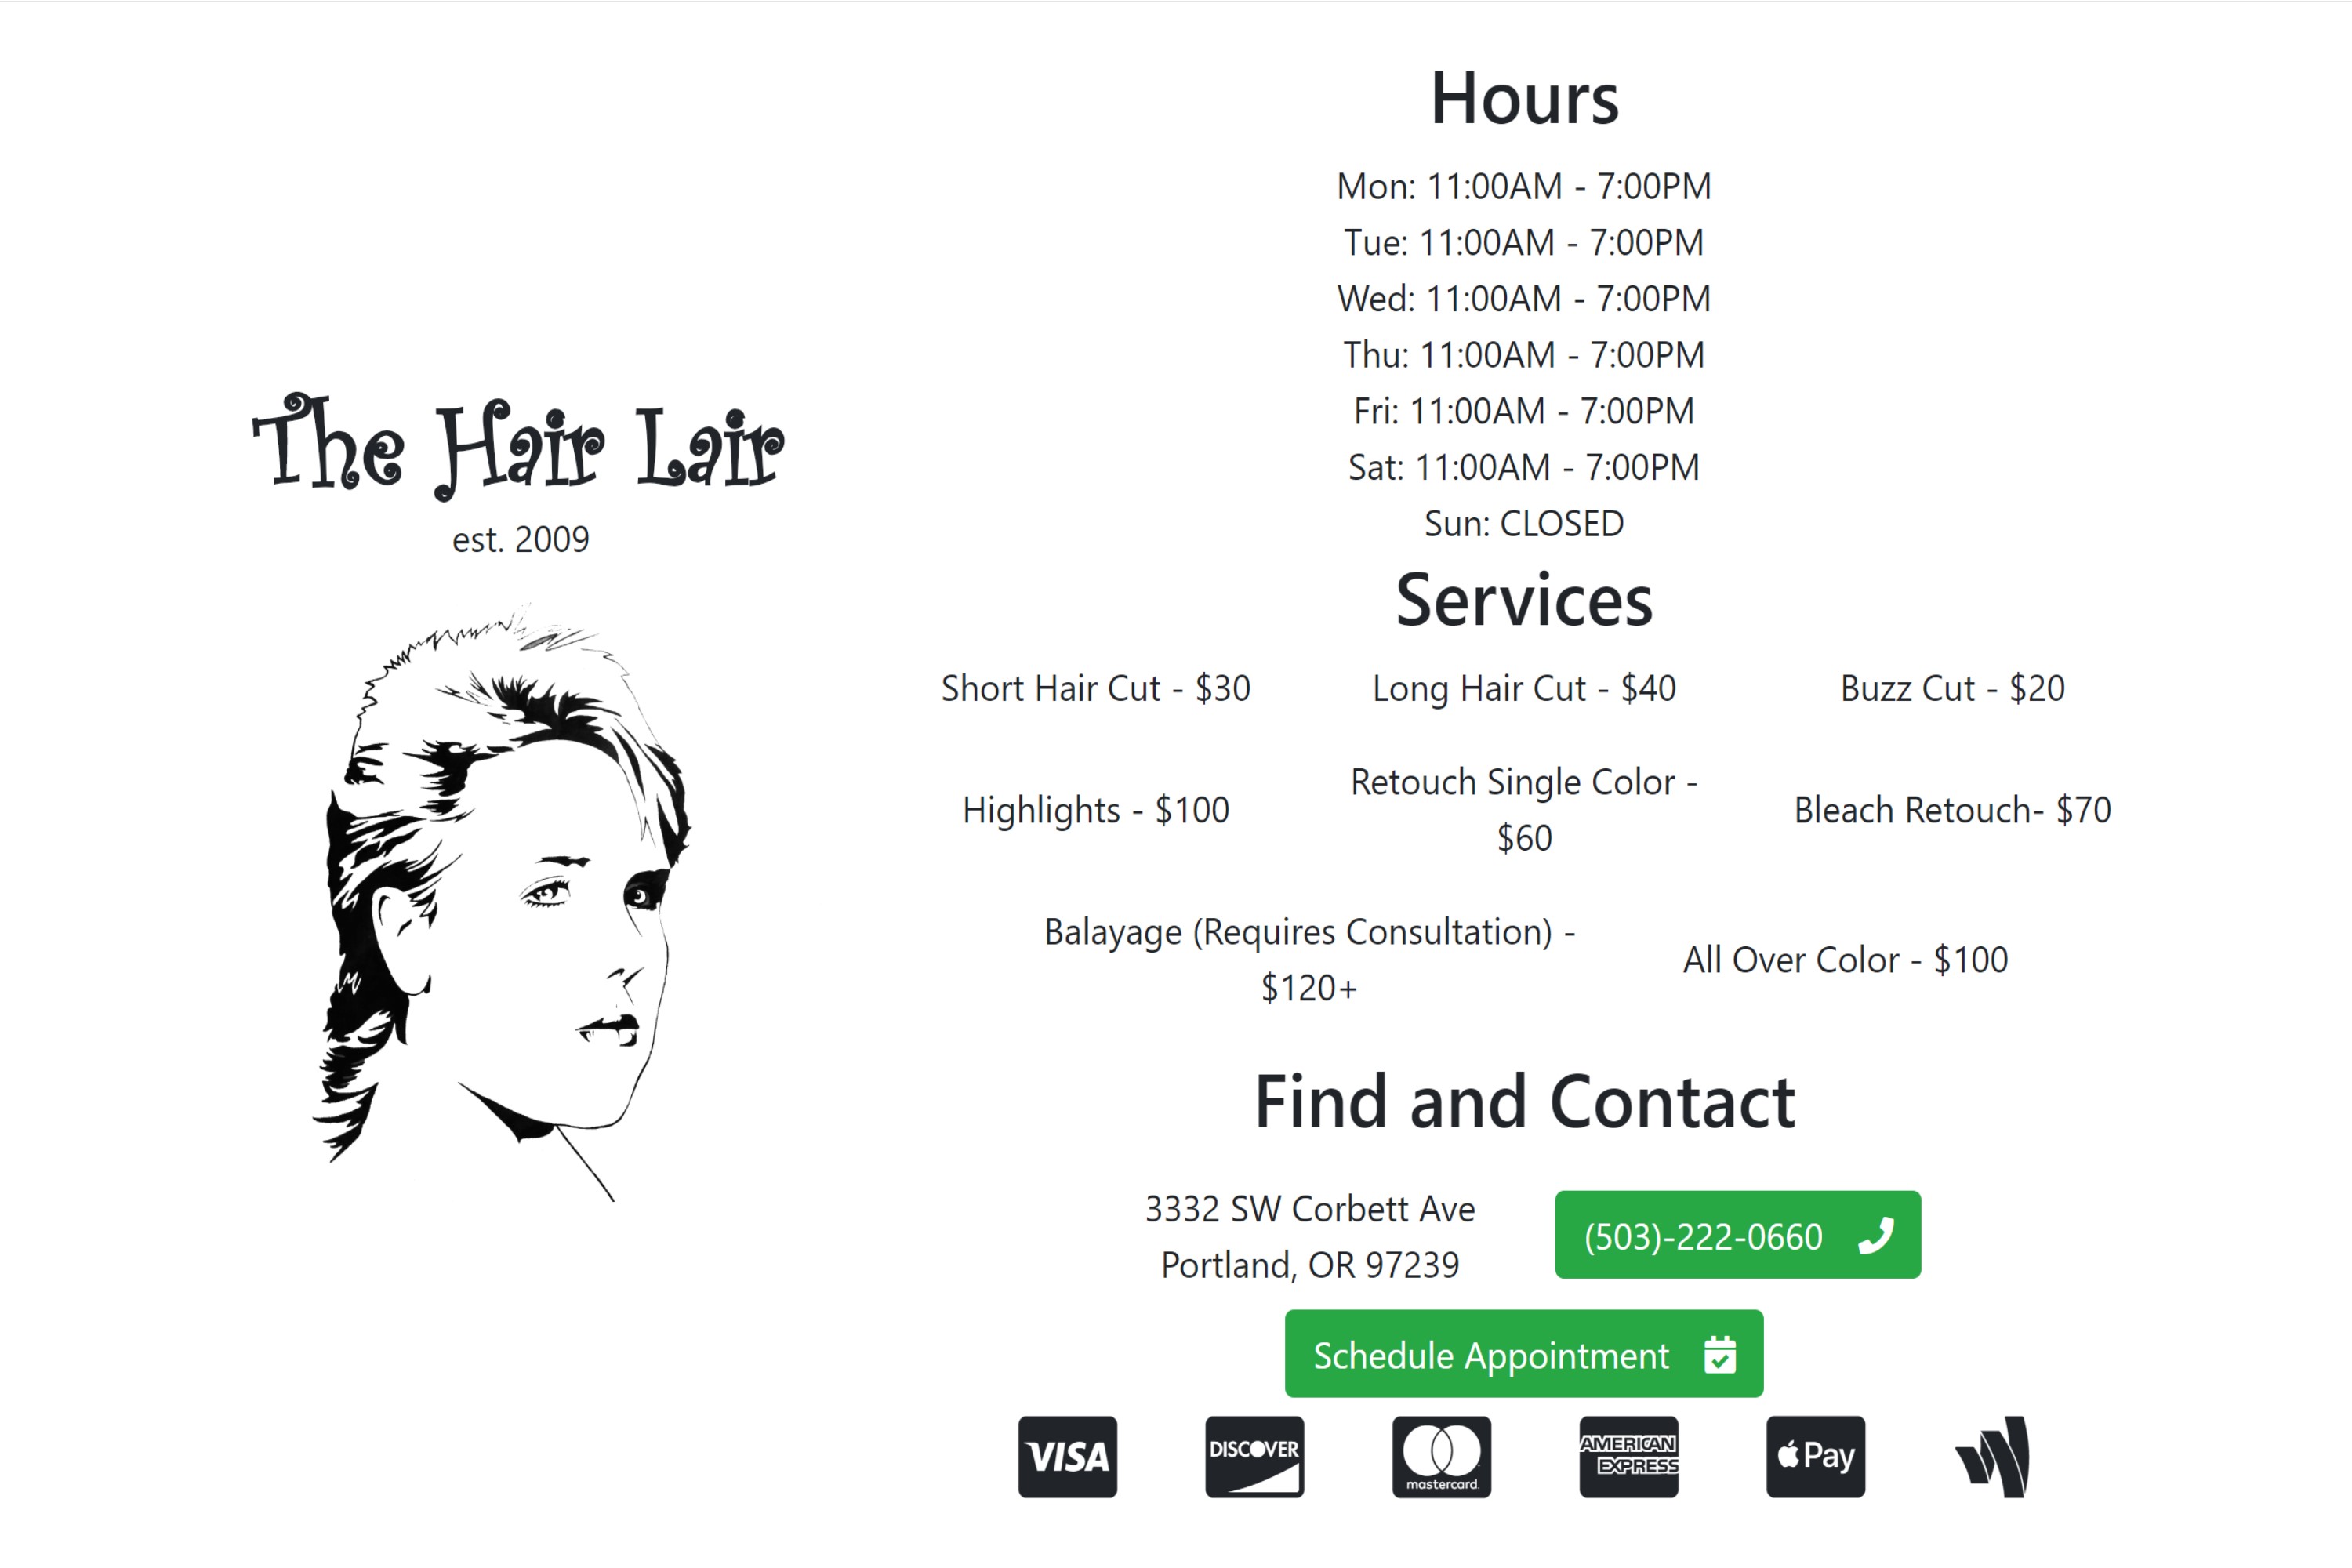 The Hair Lair
est. 2009
Hours
Mon: 11:00AM - 7:00PM
Tue: 11:00AM - 7:00PM
Wed: 11:00AM - 7:00PM
Thu: 11:00AM - 7:00PM
Fri: 11:00AM - 7:00PM
Sat: 11:00AM - 7:00PM
Sun: CLOSED
Services
Short Hair Cut - $30
Long Hair Cut - $40
Buzz Cut - $20
Highlights - $100
Retouch Single Color -
$60
Bleach Retouch- $70
Balayage (Requires Consultation) -
$120+
All Over Color - $100
Find and Contact
3332 SW Corbett Ave
Portland, OR 97239
(503)-222-0660
Schedule Appointment
VISA
DISCOVER
mastercard.
AMERICAN
EXPRESS
Pay